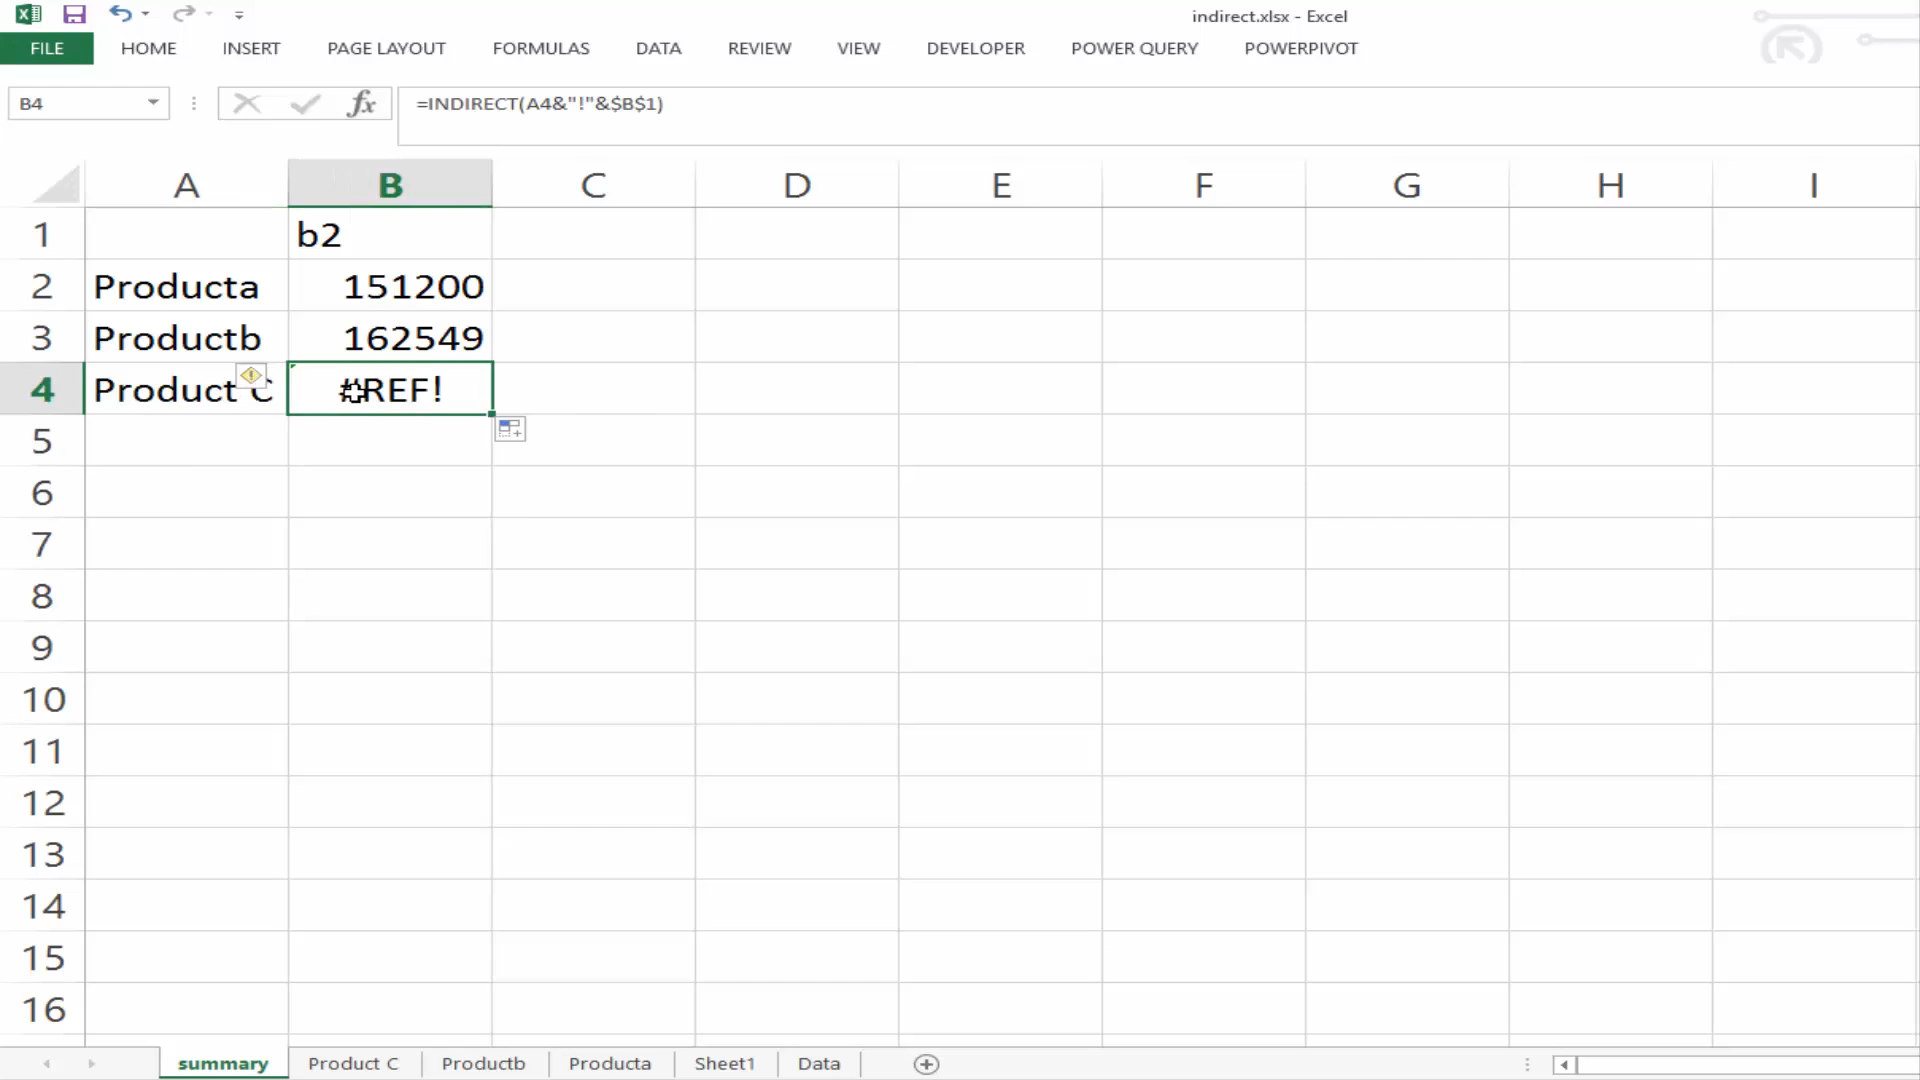 indirect.xlsx - Excel
FILE HOME INSERT PAGE LAYOUT FORMULAS DATA REVIEW VIEW DEVELOPER POWER QUERY POWERPIVOT
B4 fx =INDIRECT(A4&"!"&$B$1)
A B C D E F G H I
1 b2
2 Producta 151200
3 Productb 162549
4 Product C #REF!
5
6
7
8
9
10
11
12
13
14
15
16
summary Product C Productb Producta Sheet1 Data